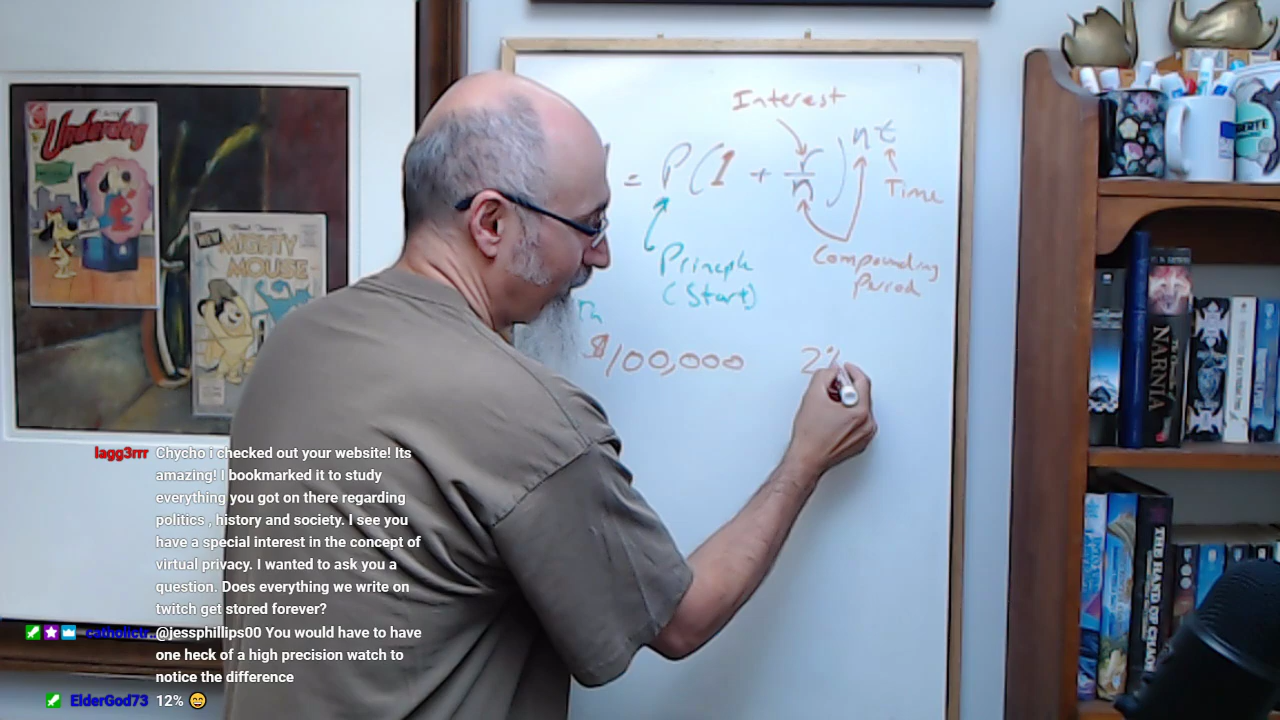 Interest
= P(1 + r/n)nt
Time
Compounding
Period
Principle
(Start)
$100,000 2%
Underdog
NEW
MIGHTY
MOUSE
NARNIA
lagg3rrr Chycho i checked out your website! Its
amazing! I bookmarked it to study
everything you got on there regarding
politics , history and society. I see you
have a special interest in the concept of
virtual privacy. I wanted to ask you a
question. Does everything we write on
twitch get stored forever?
@jessphillips00 You would have to have
one heck of a high precision watch to
notice the difference
ElderGod73 12% 😄